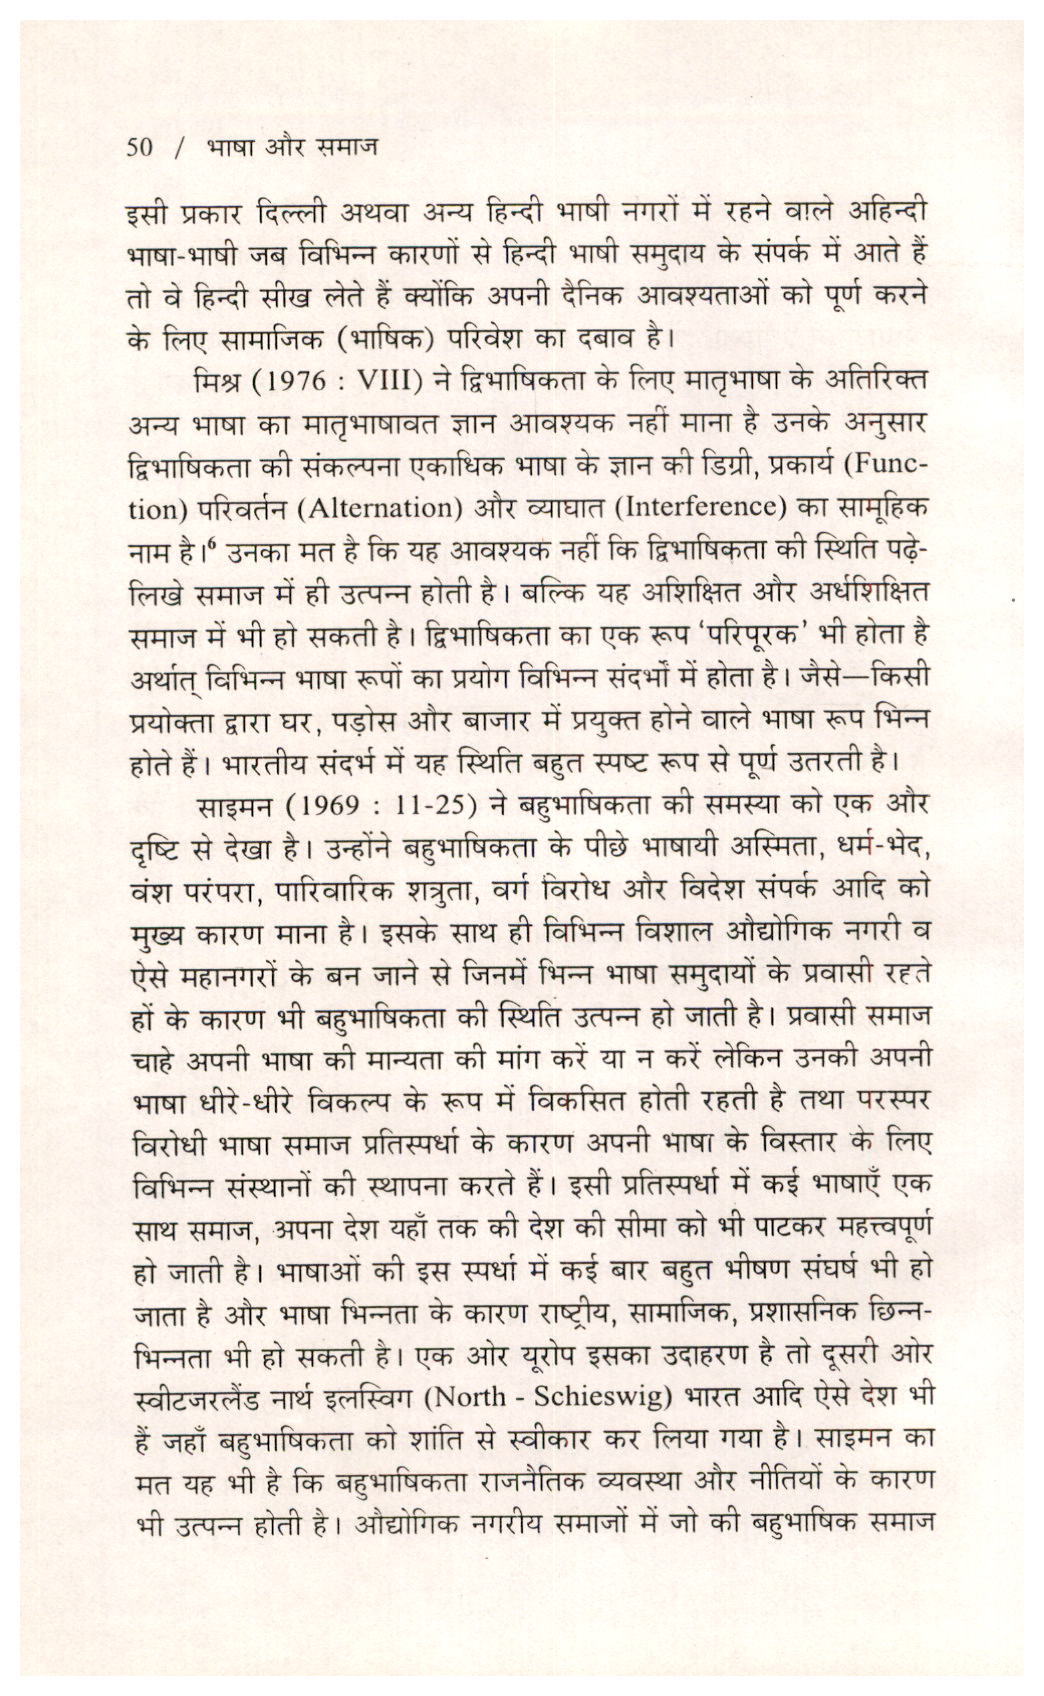 50 / भाषा और समाज
इसी प्रकार दिल्ली अथवा अन्य हिन्दी भाषी नगरों में रहने वाले अहिन्दी
भाषा-भाषी जब विभिन्न कारणों से हिन्दी भाषी समुदाय के संपर्क में आते हैं
तो वे हिन्दी सीख लेते हैं क्योंकि अपनी दैनिक आवश्यताओं को पूर्ण करने
के लिए सामाजिक (भाषिक) परिवेश का दबाव है।
मिश्र (1976 : VIII) ने द्विभाषिकता के लिए मातृभाषा के अतिरिक्त
अन्य भाषा का मातृभाषावत ज्ञान आवश्यक नहीं माना है उनके अनुसार
द्विभाषिकता की संकल्पना एकाधिक भाषा के ज्ञान की डिग्री, प्रकार्य (Func-
tion) परिवर्तन (Alternation) और व्याघात (Interference) का सामूहिक
नाम है।⁶ उनका मत है कि यह आवश्यक नहीं कि द्विभाषिकता की स्थिति पढ़े-
लिखे समाज में ही उत्पन्न होती है। बल्कि यह अशिक्षित और अर्धशिक्षित
समाज में भी हो सकती है। द्विभाषिकता का एक रूप ‘परिपूरक’ भी होता है
अर्थात् विभिन्न भाषा रूपों का प्रयोग विभिन्न संदर्भों में होता है। जैसे—किसी
प्रयोक्ता द्वारा घर, पड़ोस और बाजार में प्रयुक्त होने वाले भाषा रूप भिन्न
होते हैं। भारतीय संदर्भ में यह स्थिति बहुत स्पष्ट रूप से पूर्ण उतरती है।
साइमन (1969 : 11-25) ने बहुभाषिकता की समस्या को एक और
दृष्टि से देखा है। उन्होंने बहुभाषिकता के पीछे भाषायी अस्मिता, धर्म-भेद,
वंश परंपरा, पारिवारिक शत्रुता, वर्ग विरोध और विदेश संपर्क आदि को
मुख्य कारण माना है। इसके साथ ही विभिन्न विशाल औद्योगिक नगरी व
ऐसे महानगरों के बन जाने से जिनमें भिन्न भाषा समुदायों के प्रवासी रहते
हों के कारण भी बहुभाषिकता की स्थिति उत्पन्न हो जाती है। प्रवासी समाज
चाहे अपनी भाषा की मान्यता की मांग करें या न करें लेकिन उनकी अपनी
भाषा धीरे-धीरे विकल्प के रूप में विकसित होती रहती है तथा परस्पर
विरोधी भाषा समाज प्रतिस्पर्धा के कारण अपनी भाषा के विस्तार के लिए
विभिन्न संस्थानों की स्थापना करते हैं। इसी प्रतिस्पर्धा में कई भाषाएँ एक
साथ समाज, अपना देश यहाँ तक की देश की सीमा को भी पाटकर महत्त्वपूर्ण
हो जाती है। भाषाओं की इस स्पर्धा में कई बार बहुत भीषण संघर्ष भी हो
जाता है और भाषा भिन्नता के कारण राष्ट्रीय, सामाजिक, प्रशासनिक छिन्न-
भिन्नता भी हो सकती है। एक ओर यूरोप इसका उदाहरण है तो दूसरी ओर
स्वीटजरलैंड नार्थ इलस्विग (North - Schieswig) भारत आदि ऐसे देश भी
हैं जहाँ बहुभाषिकता को शांति से स्वीकार कर लिया गया है। साइमन का
मत यह भी है कि बहुभाषिकता राजनैतिक व्यवस्था और नीतियों के कारण
भी उत्पन्न होती है। औद्योगिक नगरीय समाजों में जो की बहुभाषिक समाज